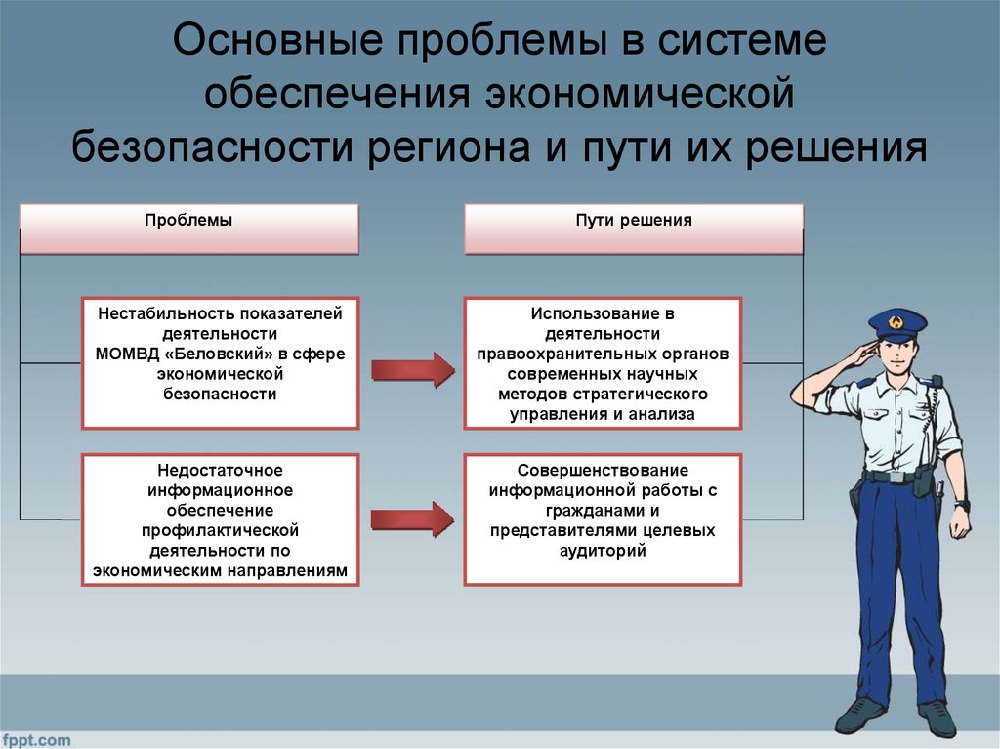 Основные проблемы в системе
обеспечения экономической
безопасности региона и пути их решения
Проблемы
Пути решения
Нестабильность показателей
деятельности
МОМВД «Беловский» в сфере
экономической
безопасности
Использование в
деятельности
правоохранительных органов
современных научных
методов стратегического
управления и анализа
Недостаточное
информационное
обеспечение
профилактической
деятельности по
экономическим направлениям
Совершенствование
информационной работы с
гражданами и
представителями целевых
аудиторий
fppt.com